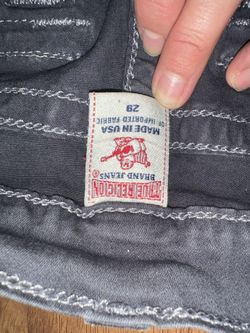 TRUE RELIGION®
BRAND JEANS
MADE IN USA
OF IMPORTED FABRIC
29